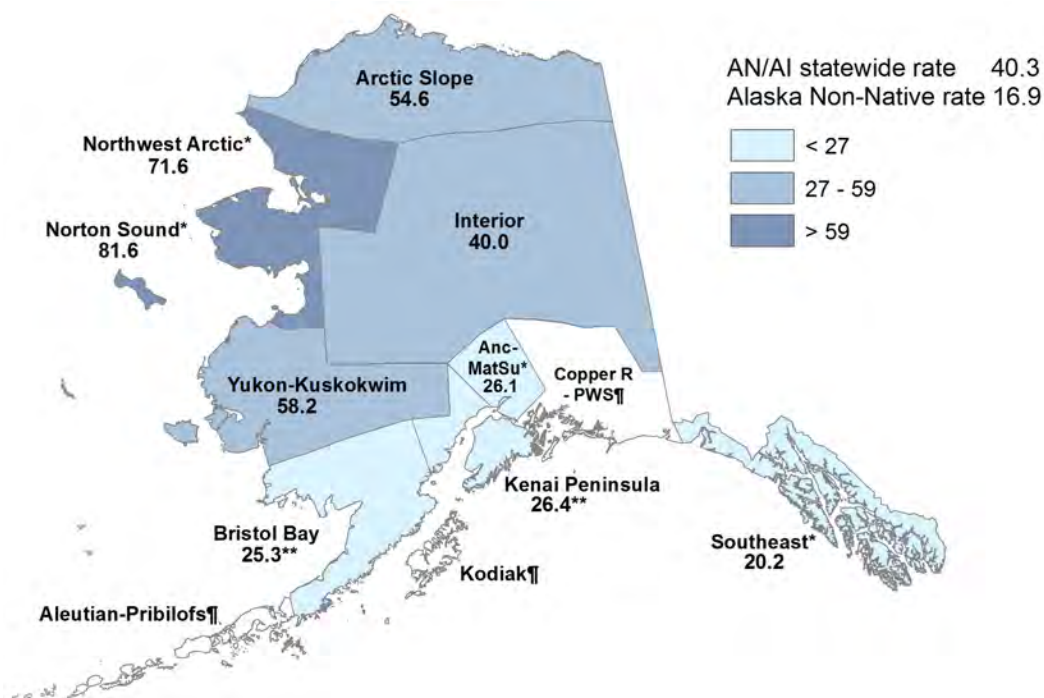 AN/AI statewide rate 40.3
Alaska Non-Native rate 16.9
< 27
27 - 59
> 59
Arctic Slope
54.6
Northwest Arctic*
71.6
Norton Sound*
81.6
Interior
40.0
Anc-
MatSu*
26.1
Copper R
- PWS¶
Yukon-Kuskokwim
58.2
Kenai Peninsula
26.4**
Bristol Bay
25.3**
Southeast*
20.2
Kodiak¶
Aleutian-Pribilofs¶